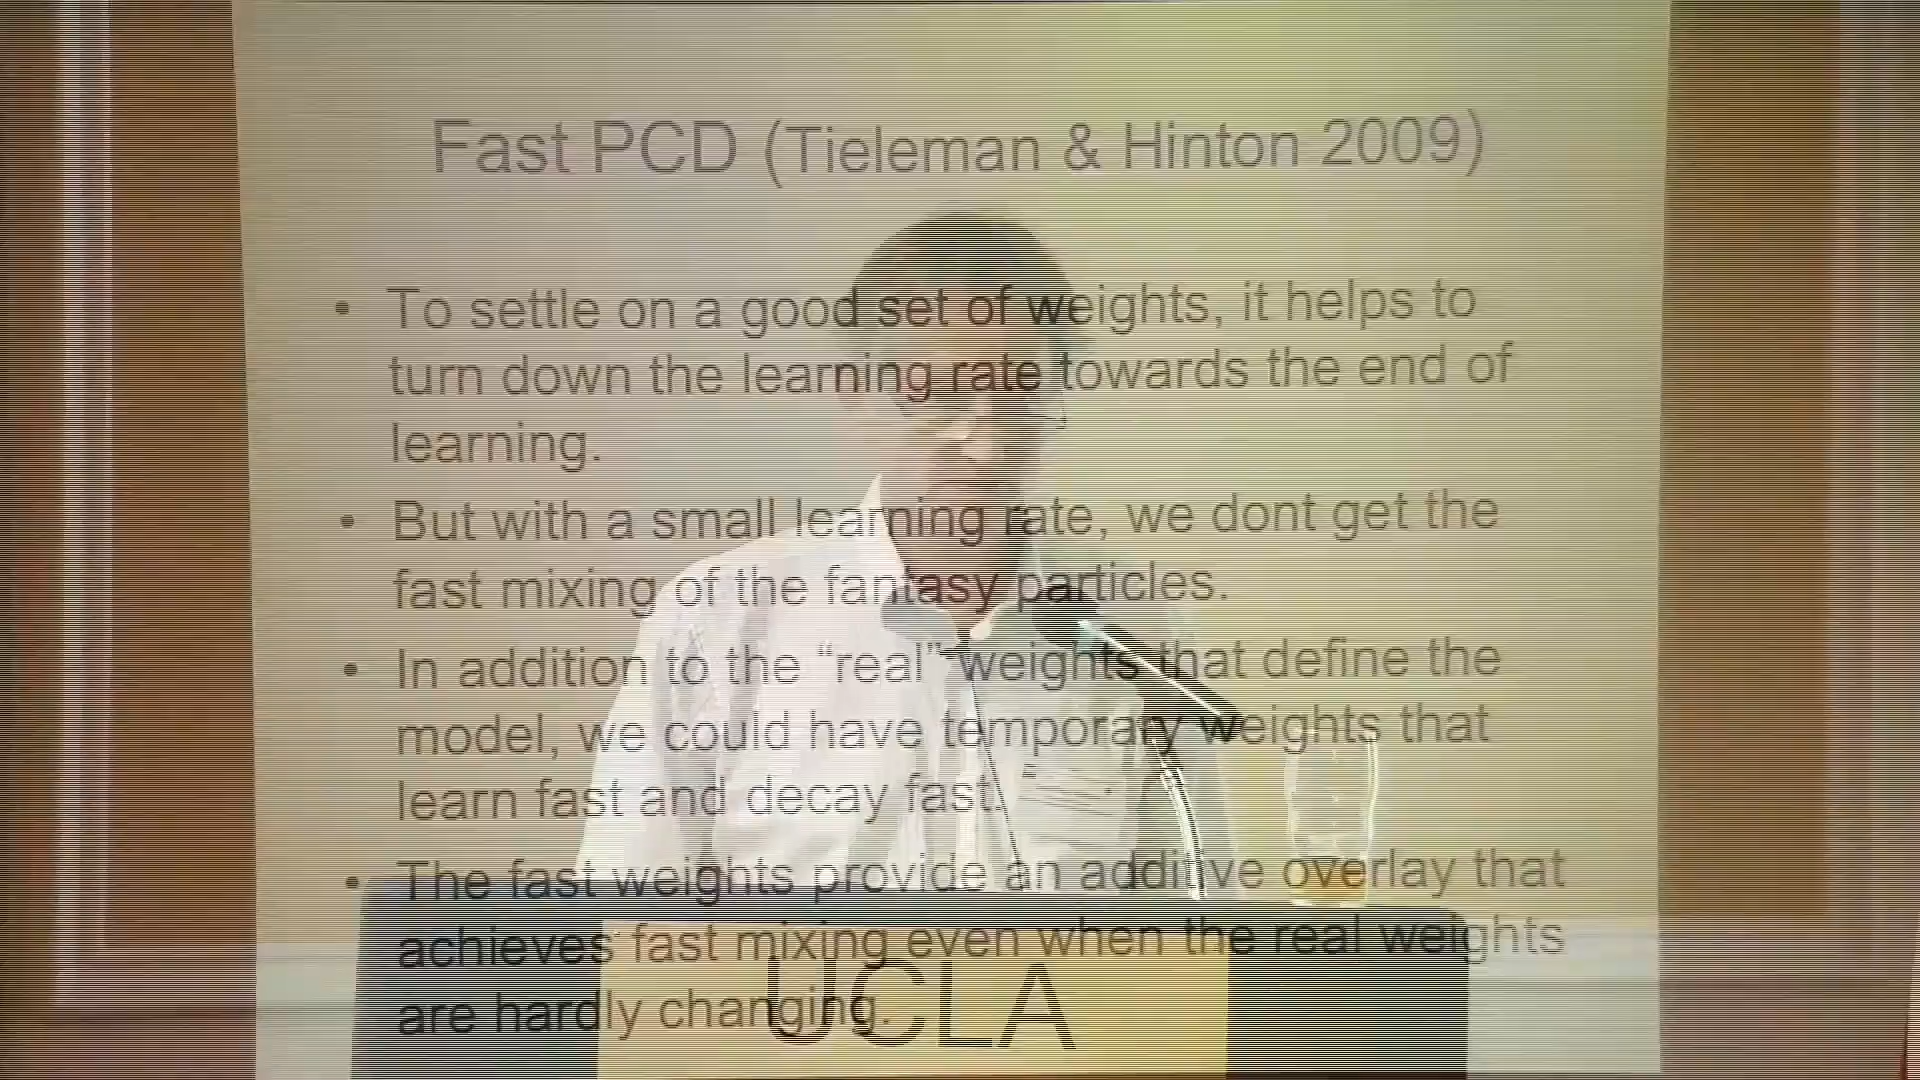 Fast PCD (Tieleman & Hinton 2009)
• To settle on a good set of weights, it helps to
turn down the learning rate towards the end of
learning.
• But with a small learning rate, we dont get the
fast mixing of the fantasy particles.
• In addition to the “real” weights that define the
model, we could have temporary weights that
learn fast and decay fast.
• The fast weights provide an additive overlay that
achieves fast mixing even when the real weights
are hardly changing.
UCLA